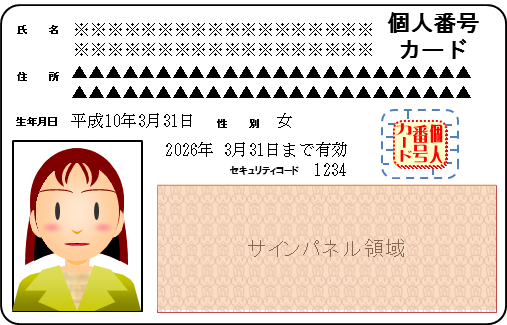 氏　名 ※※※※※※※※※※※※※※※※※※※
※※※※※※※※※※※※※※※※※※※
個人番号
カード
住　所 ▲▲▲▲▲▲▲▲▲▲▲▲▲▲▲▲▲▲▲▲▲▲▲▲▲
▲▲▲▲▲▲▲▲▲▲▲▲▲▲▲▲▲▲▲▲▲▲▲▲▲
生年月日 平成10年3月31日 性　別 女
個人番号カード
2026年 3月31日まで有効
セキュリティコード 1234
サインパネル領域